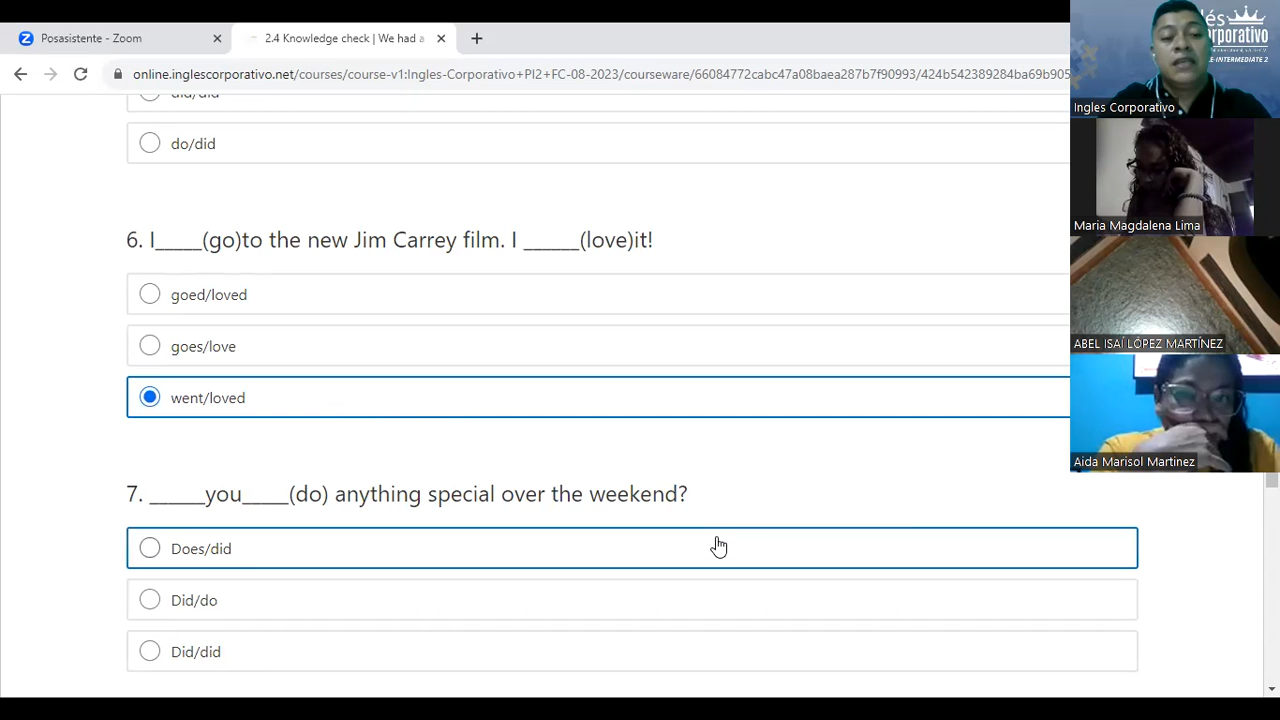 Posasistente - Zoom
2.4 Knowledge check | We had a
online.inglescorporativo.net/courses/course-v1:Ingles-Corporativo+PI2+FC-08-2023/courseware/
do/did
6. I_____(go)to the new Jim Carrey film. I ______(love)it!
goed/loved
goes/love
went/loved
7. ______you_____(do) anything special over the weekend?
Does/did
Did/do
Did/did
Ingles Corporativo
Maria Magdalena Lima
ABEL ISAÍ LÓPEZ MARTÍNEZ
Aida Marisol Martinez